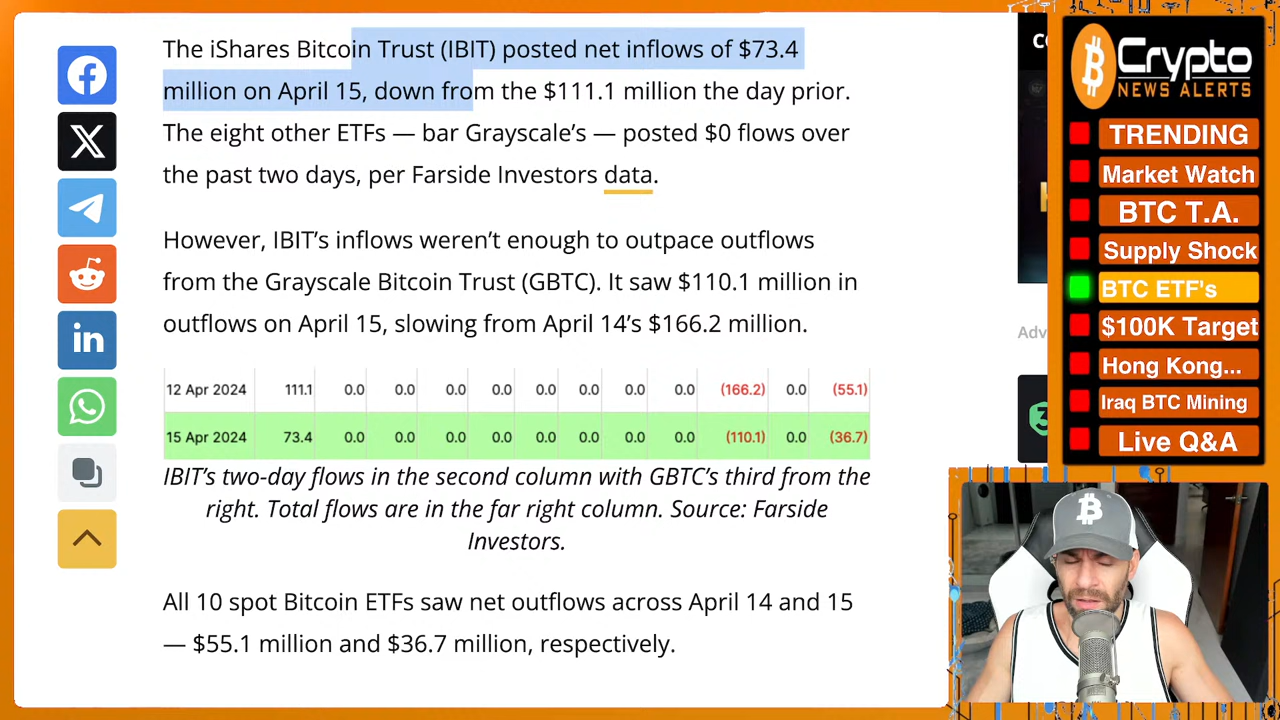 The iShares Bitcoin Trust (IBIT) posted net inflows of $73.4
million on April 15, down from the $111.1 million the day prior.
The eight other ETFs — bar Grayscale’s — posted $0 flows over
the past two days, per Farside Investors data.
However, IBIT’s inflows weren’t enough to outpace outflows
from the Grayscale Bitcoin Trust (GBTC). It saw $110.1 million in
outflows on April 15, slowing from April 14’s $166.2 million.
12 Apr 2024 111.1 0.0 0.0 0.0 0.0 0.0 0.0 0.0 0.0 (166.2) 0.0 (55.1)
15 Apr 2024 73.4 0.0 0.0 0.0 0.0 0.0 0.0 0.0 0.0 (110.1) 0.0 (36.7)
IBIT’s two-day flows in the second column with GBTC’s third from the
right. Total flows are in the far right column. Source: Farside
Investors.
All 10 spot Bitcoin ETFs saw net outflows across April 14 and 15
— $55.1 million and $36.7 million, respectively.
in
Adv
Crypto
NEWS ALERTS
TRENDING
Market Watch
BTC T.A.
Supply Shock
BTC ETF's
$100K Target
Hong Kong...
Iraq BTC Mining
Live Q&A